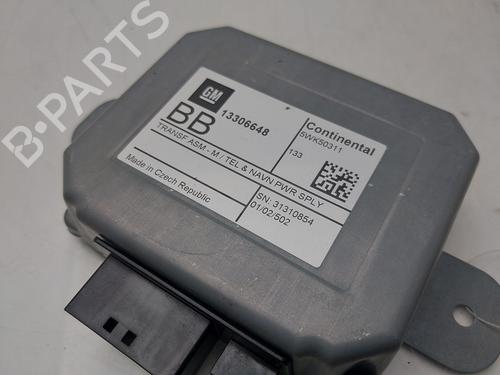 B-PARTS
GM
BB
13306648
TRANSF ASM - M / TEL & NAVN PWR SPLY
Made in Czech Republic
Continental
5WK50311
133
SN: 31310854
01/02/502